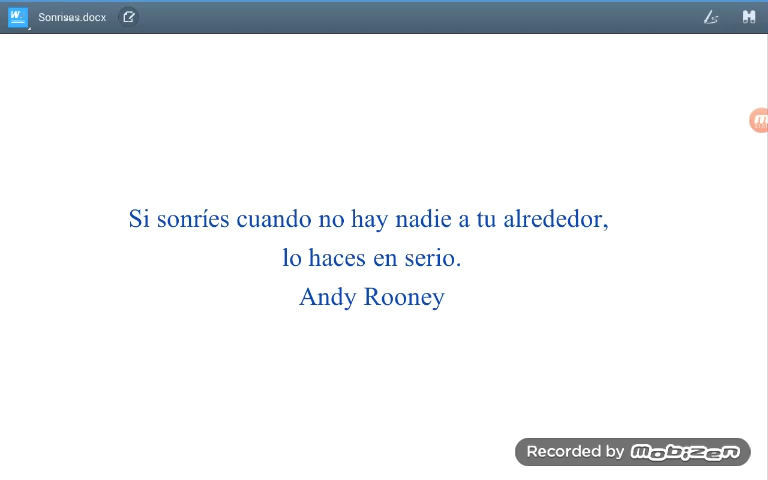 W.
Sonrisas.docx
Si sonríes cuando no hay nadie a tu alrededor,
lo haces en serio.
Andy Rooney
Recorded by mobizen